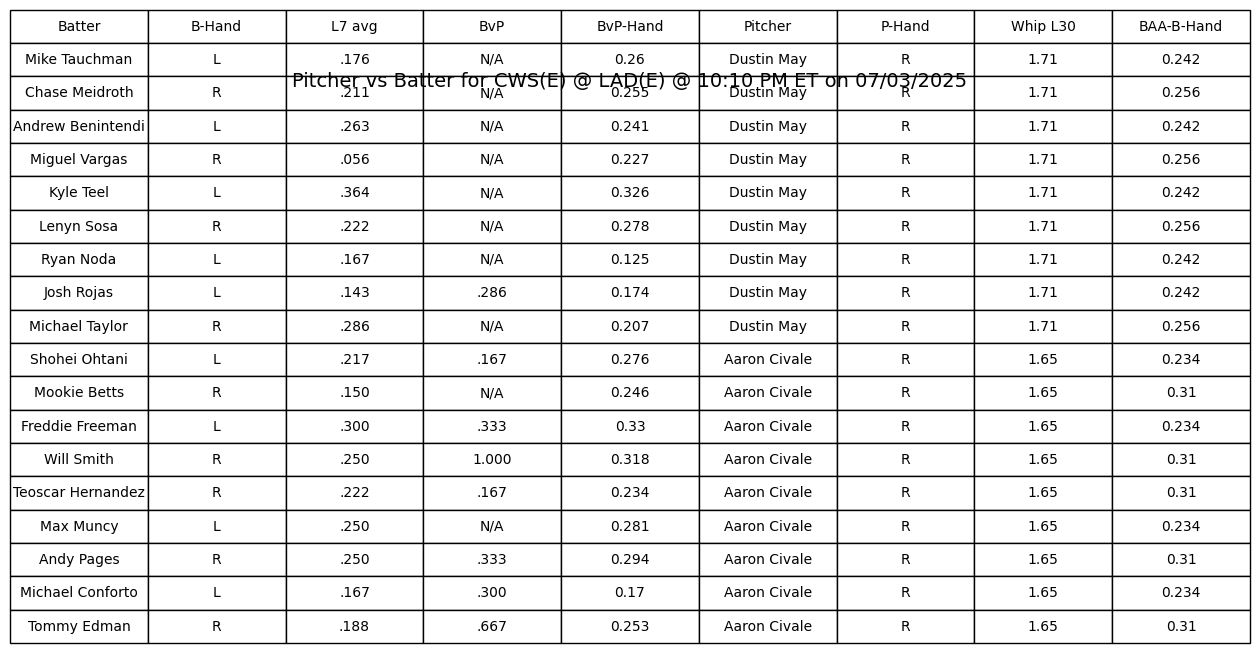 Batter B-Hand L7 avg BvP BvP-Hand Pitcher P-Hand Whip L30 BAA-B-Hand
Mike Tauchman L .176 N/A 0.26 Dustin May R 1.71 0.242
Pitcher vs Batter for CWS(E) @ LAD(E) @ 10:10 PM ET on 07/03/2025
Chase Meidroth R .211 N/A 0.255 Dustin May R 1.71 0.256
Andrew Benintendi L .263 N/A 0.241 Dustin May R 1.71 0.242
Miguel Vargas R .056 N/A 0.227 Dustin May R 1.71 0.256
Kyle Teel L .364 N/A 0.326 Dustin May R 1.71 0.242
Lenyn Sosa R .222 N/A 0.278 Dustin May R 1.71 0.256
Ryan Noda L .167 N/A 0.125 Dustin May R 1.71 0.242
Josh Rojas L .143 .286 0.174 Dustin May R 1.71 0.242
Michael Taylor R .286 N/A 0.207 Dustin May R 1.71 0.256
Shohei Ohtani L .217 .167 0.276 Aaron Civale R 1.65 0.234
Mookie Betts R .150 N/A 0.246 Aaron Civale R 1.65 0.31
Freddie Freeman L .300 .333 0.33 Aaron Civale R 1.65 0.234
Will Smith R .250 1.000 0.318 Aaron Civale R 1.65 0.31
Teoscar Hernandez R .222 .167 0.234 Aaron Civale R 1.65 0.31
Max Muncy L .250 N/A 0.281 Aaron Civale R 1.65 0.234
Andy Pages R .250 .333 0.294 Aaron Civale R 1.65 0.31
Michael Conforto L .167 .300 0.17 Aaron Civale R 1.65 0.234
Tommy Edman R .188 .667 0.253 Aaron Civale R 1.65 0.31